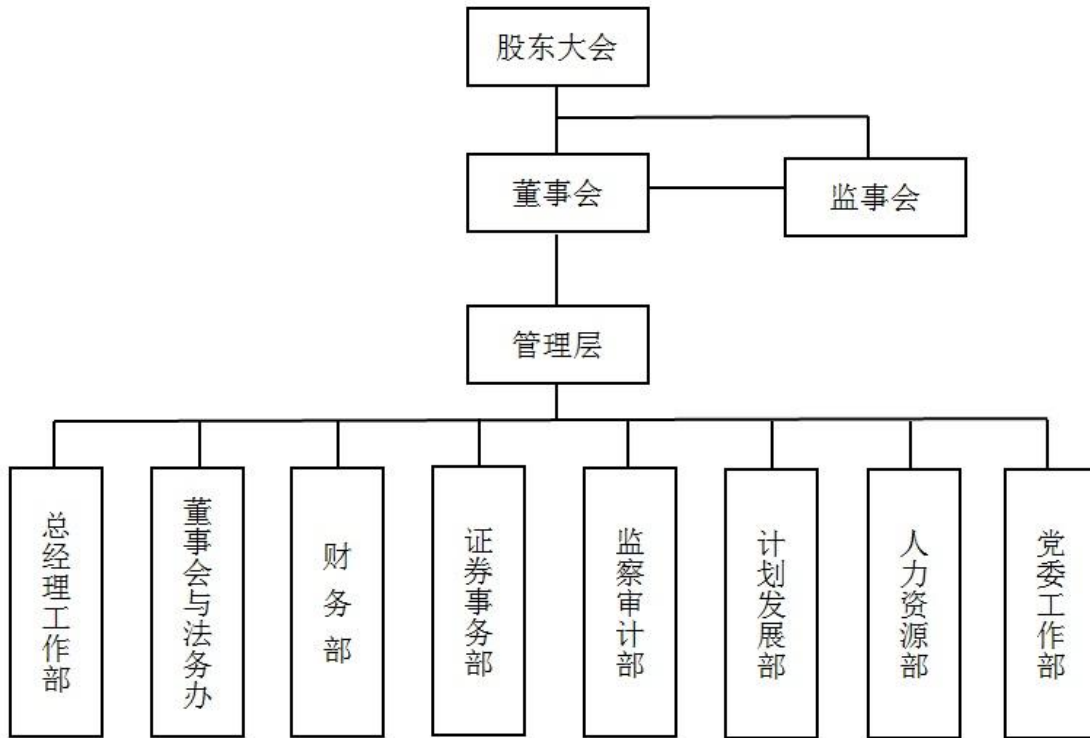 股东大会
董事会
监事会
管理层
总经理工作部
董事会与法务办
财务部
证券事务部
监察审计部
计划发展部
人力资源部
党委工作部